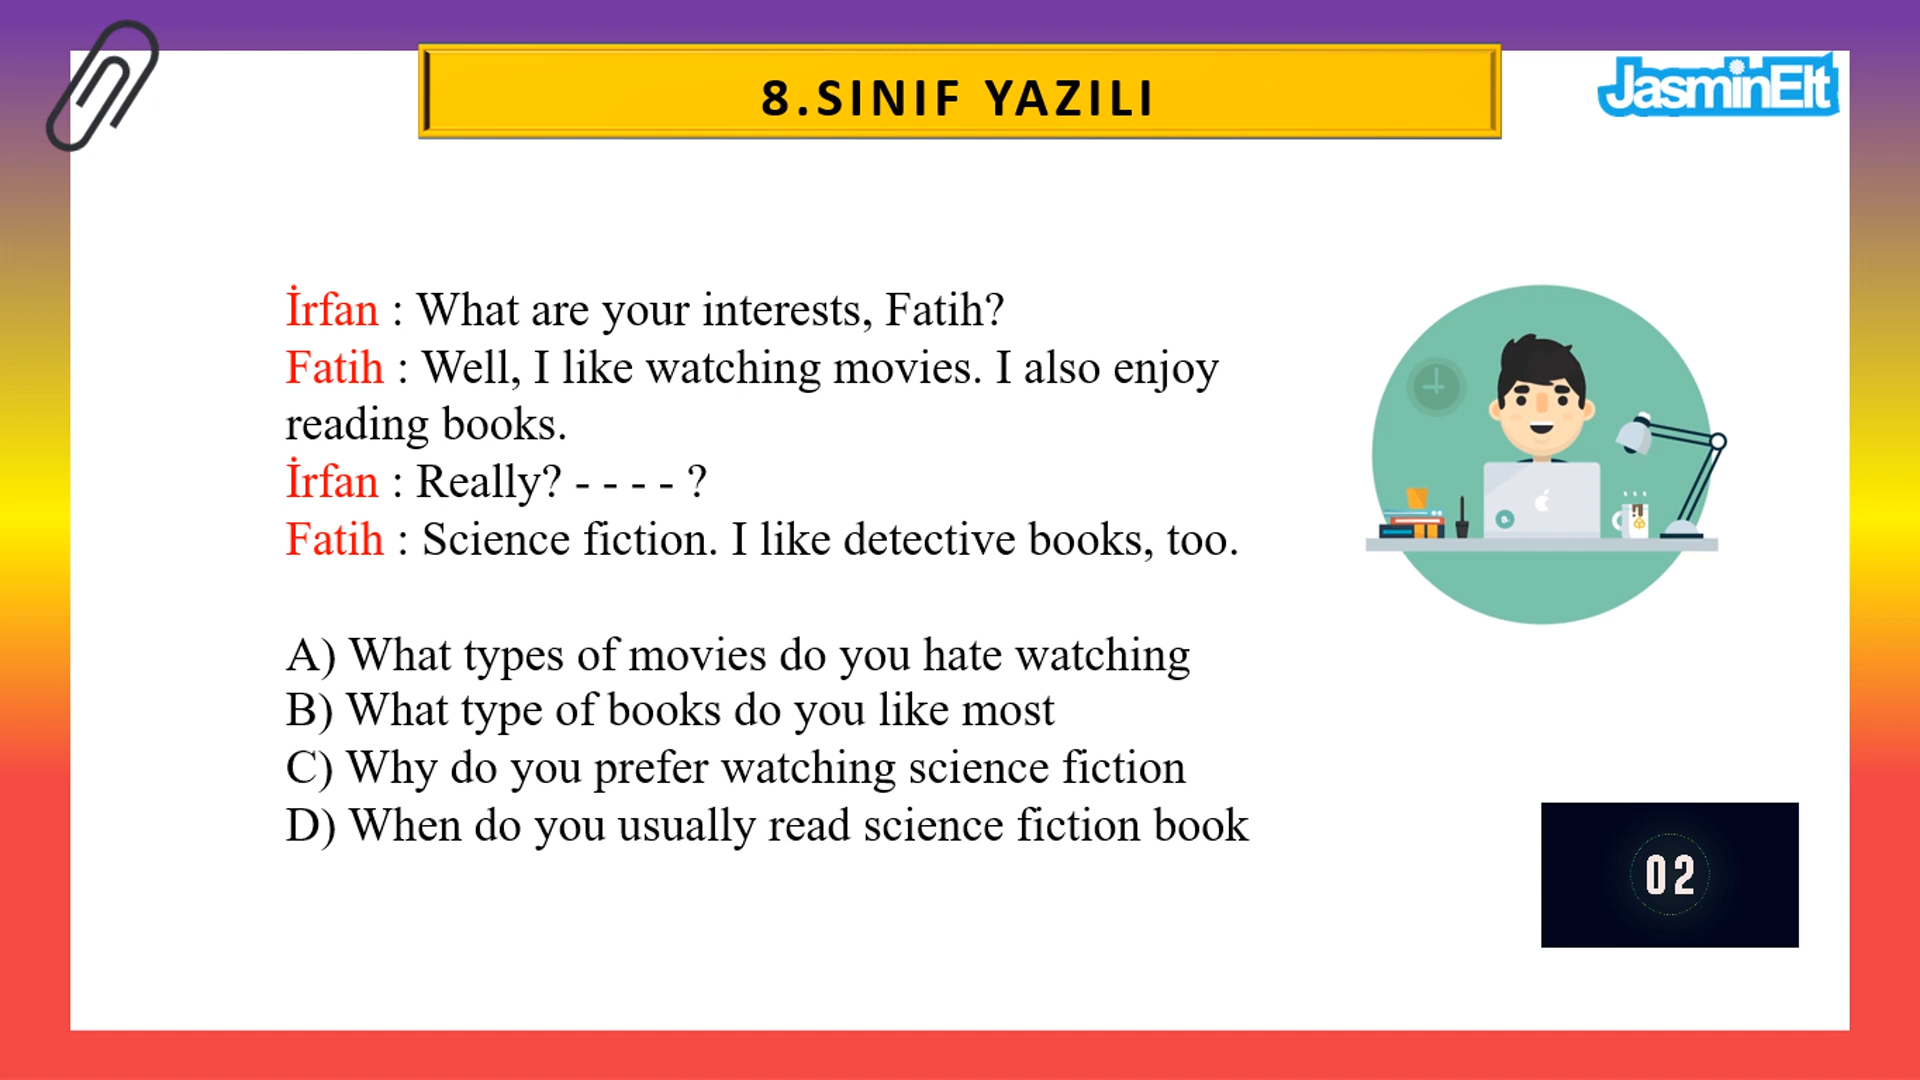 8.SINIF YAZILI
JasminElt
İrfan : What are your interests, Fatih?
Fatih : Well, I like watching movies. I also enjoy
reading books.
İrfan : Really? - - - - ?
Fatih : Science fiction. I like detective books, too.
A) What types of movies do you hate watching
B) What type of books do you like most
C) Why do you prefer watching science fiction
D) When do you usually read science fiction book
02